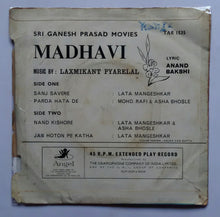 SRI GANESH PRASAD MOVIES
TAE 1525
MADHAVI
LYRIC
ANAND
BAKSHI
MUSIC BY: LAXMIKANT PYARELAL
SIDE ONE
SANJ SAVERE LATA MANGESHKAR
PARDA HATA DE MOHD RAFI & ASHA BHOSLE
SIDE TWO
NAND KISHORE LATA MANGESHKAR &
ASHA BHOSLE
JAB HOTON PE KATHA LATA MANGESHKAR
Angel
45 R.P.M. EXTENDED PLAY RECORD
THE GRAMOPHONE COMPANY OF INDIA LIMITED